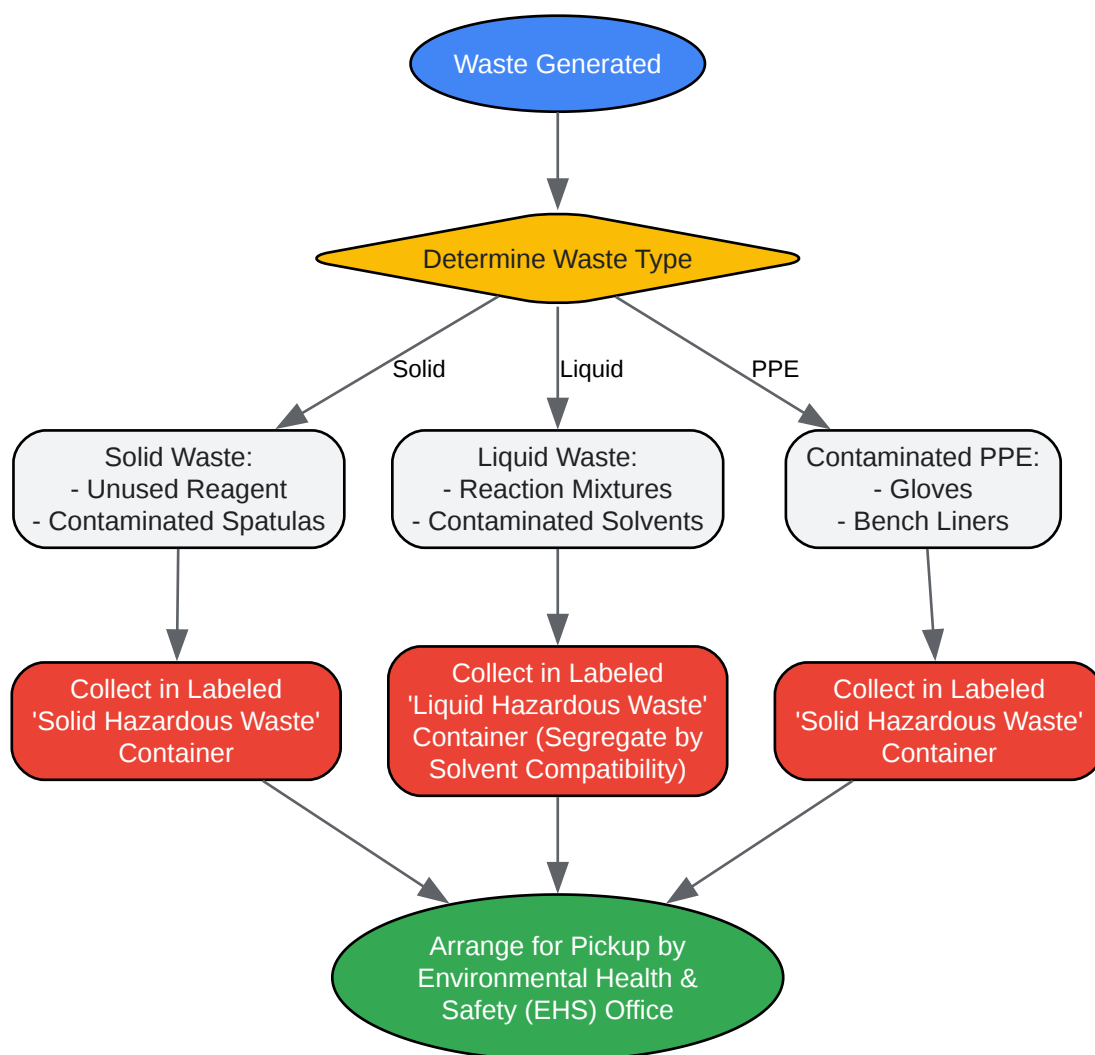 Waste Generated
Determine Waste Type
Solid
Liquid
PPE
Solid Waste:
- Unused Reagent
- Contaminated Spatulas
Liquid Waste:
- Reaction Mixtures
- Contaminated Solvents
Contaminated PPE:
- Gloves
- Bench Liners
Collect in Labeled
'Solid Hazardous Waste'
Container
Collect in Labeled
'Liquid Hazardous Waste'
Container (Segregate by
Solvent Compatibility)
Collect in Labeled
'Solid Hazardous Waste'
Container
Arrange for Pickup by
Environmental Health &
Safety (EHS) Office